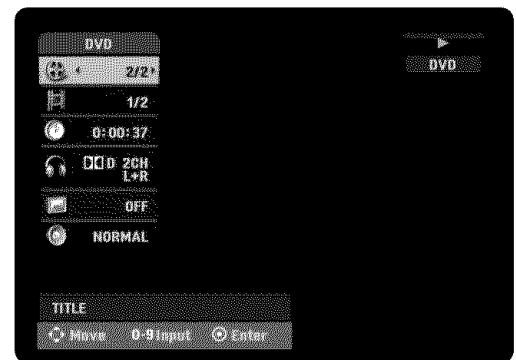 DVD
2/2
1/2
0:00:37
D 2CH
L+R
OFF
NORMAL
TITLE
Move 0-9 Input Enter
DVD